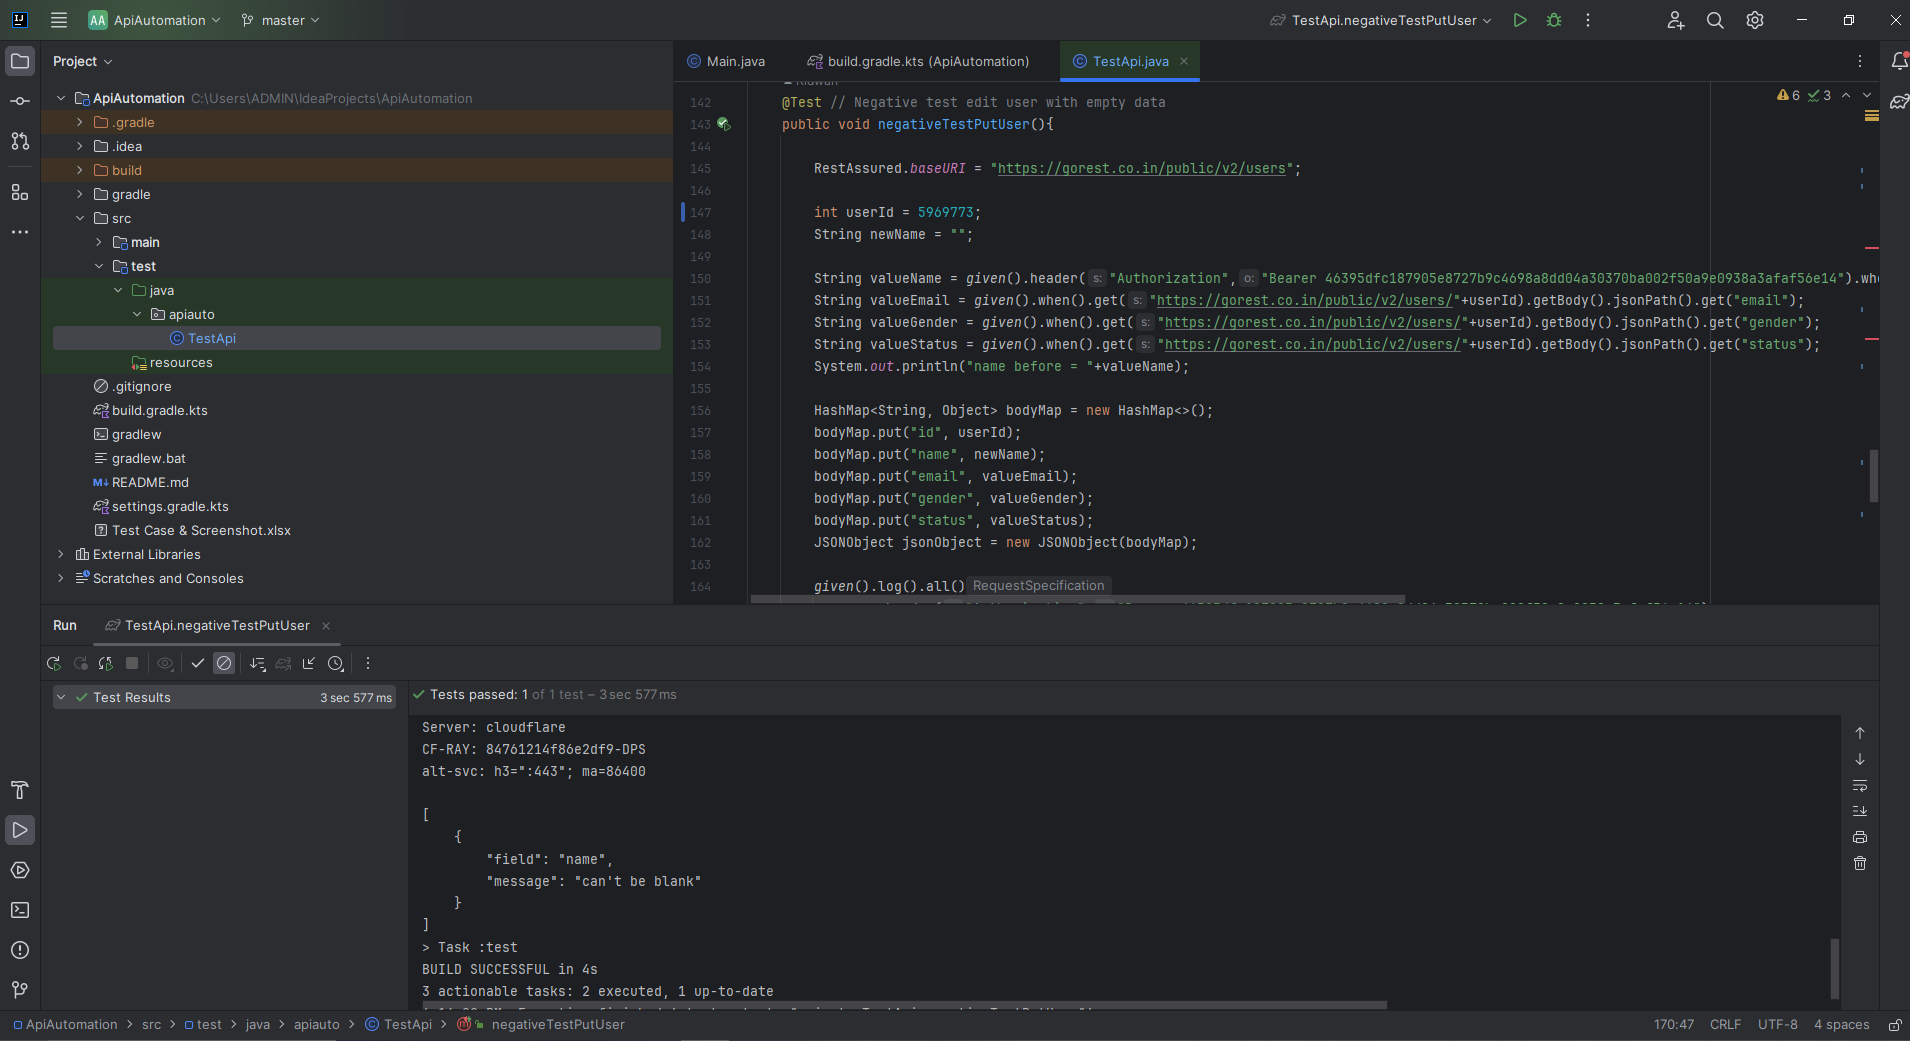 AA ApiAutomation master TestApi.negativeTestPutUser
Project
ApiAutomation C:\Users\ADMIN\IdeaProjects\ApiAutomation
.gradle
.idea
build
gradle
src
main
test
java
apiauto
TestApi
resources
.gitignore
build.gradle.kts
gradlew
gradlew.bat
README.md
settings.gradle.kts
Test Case & Screenshot.xlsx
External Libraries
Scratches and Consoles
Main.java build.gradle.kts (ApiAutomation) TestApi.java
6 3
142 @Test // Negative test edit user with empty data
143 public void negativeTestPutUser(){
144
145 RestAssured.baseURI = "https://gorest.co.in/public/v2/users";
146
147 int userId = 5969773;
148 String newName = "";
149
150 String valueName = given().header( s: "Authorization", o: "Bearer 46395dfc187905e8727b9c4698a8dd04a30370ba002f50a9e0938a3afaf56e14").whe
151 String valueEmail = given().when().get( s: "https://gorest.co.in/public/v2/users/"+userId).getBody().jsonPath().get("email");
152 String valueGender = given().when().get( s: "https://gorest.co.in/public/v2/users/"+userId).getBody().jsonPath().get("gender");
153 String valueStatus = given().when().get( s: "https://gorest.co.in/public/v2/users/"+userId).getBody().jsonPath().get("status");
154 System.out.println("name before = "+valueName);
155
156 HashMap<String, Object> bodyMap = new HashMap<>();
157 bodyMap.put("id", userId);
158 bodyMap.put("name", newName);
159 bodyMap.put("email", valueEmail);
160 bodyMap.put("gender", valueGender);
161 bodyMap.put("status", valueStatus);
162 JSONObject jsonObject = new JSONObject(bodyMap);
163
164 given().log().all() RequestSpecification
Run TestApi.negativeTestPutUser
Test Results 3 sec 577 ms
Tests passed: 1 of 1 test – 3 sec 577 ms
Server: cloudflare
CF-RAY: 84761214f86e2df9-DPS
alt-svc: h3=":443"; ma=86400
[
{
"field": "name",
"message": "can't be blank"
}
]
> Task :test
BUILD SUCCESSFUL in 4s
3 actionable tasks: 2 executed, 1 up-to-date
ApiAutomation > src > test > java > apiauto > TestApi > negativeTestPutUser
170:47 CRLF UTF-8 4 spaces